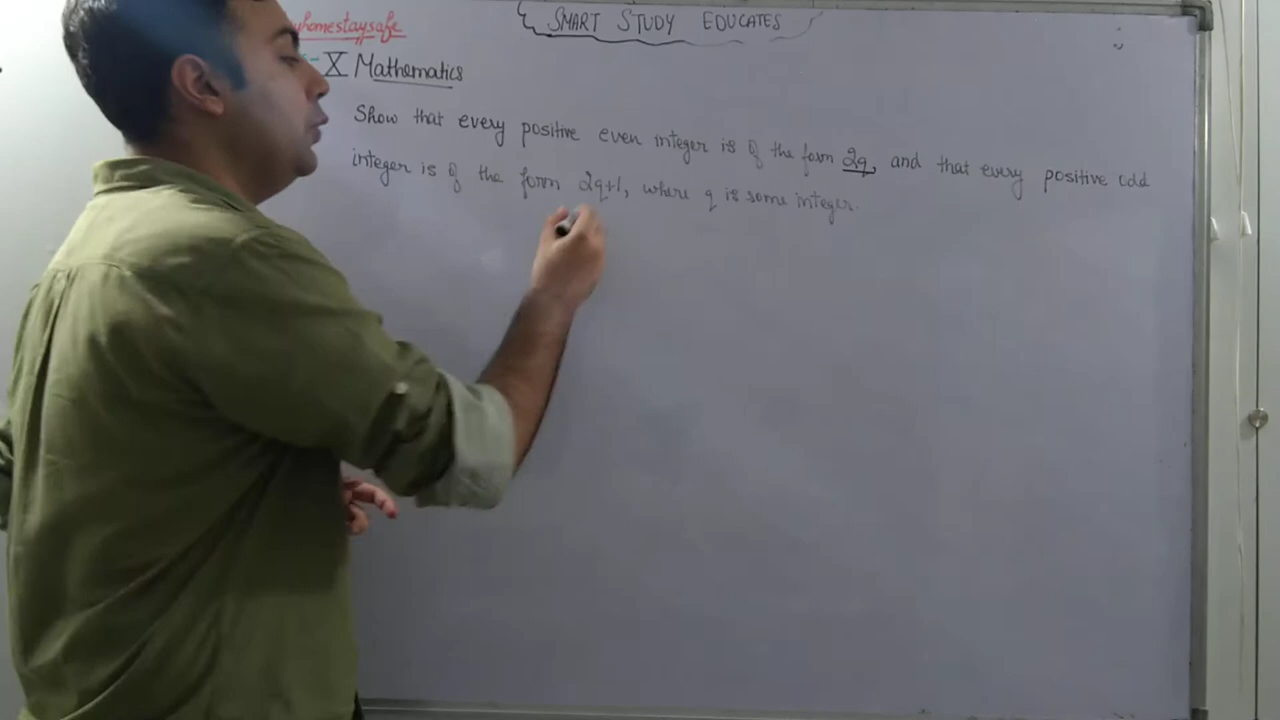 SMART STUDY EDUCATES
homestaysafe
X Mathematics
Show that every positive even integer is of the form 2q, and that every positive odd
integer is of the form 2q+1, where q is some integer.